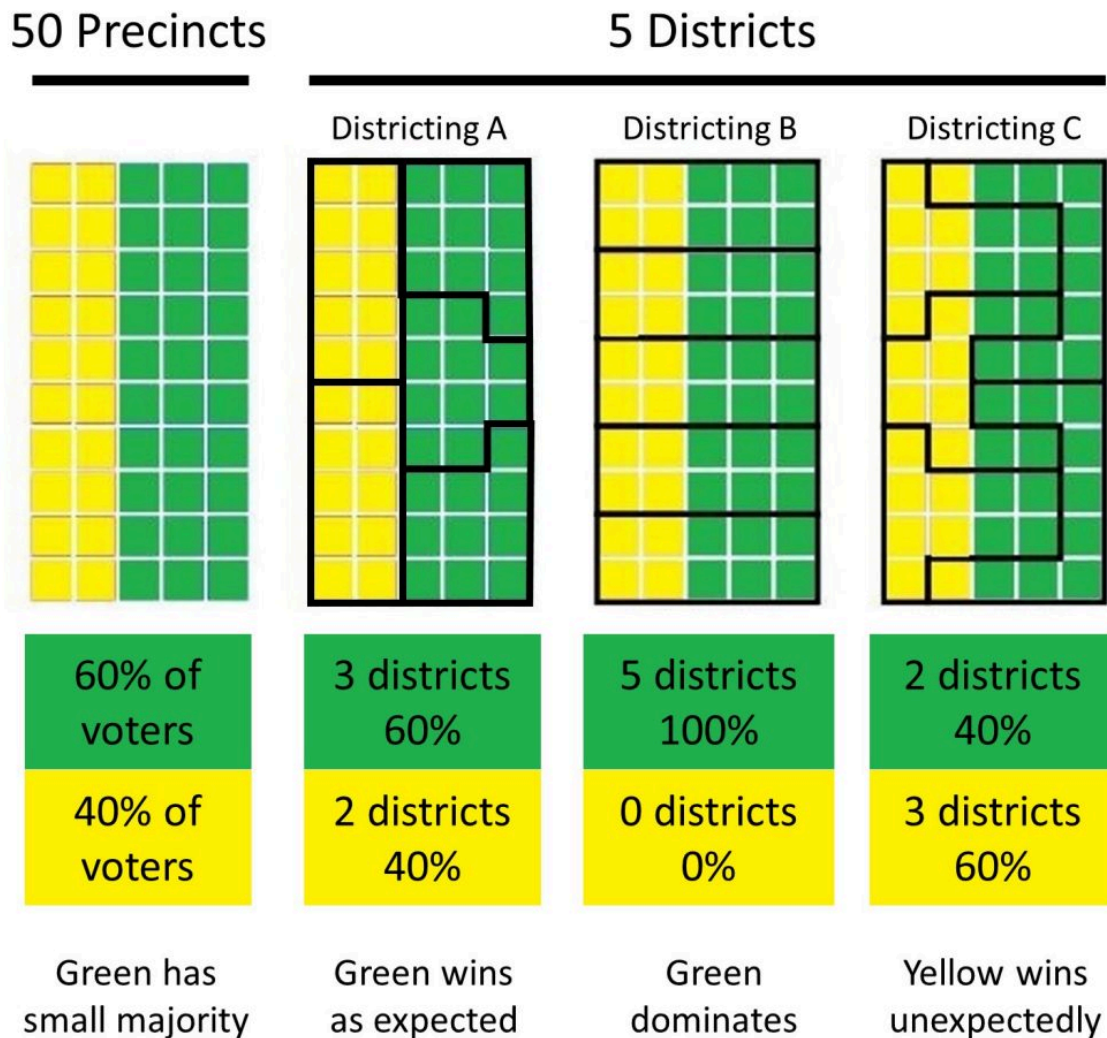 50 Precincts
5 Districts
Districting A
Districting B
Districting C
60% of
voters
3 districts
60%
5 districts
100%
2 districts
40%
40% of
voters
2 districts
40%
0 districts
0%
3 districts
60%
Green has
small majority
Green wins
as expected
Green
dominates
Yellow wins
unexpectedly